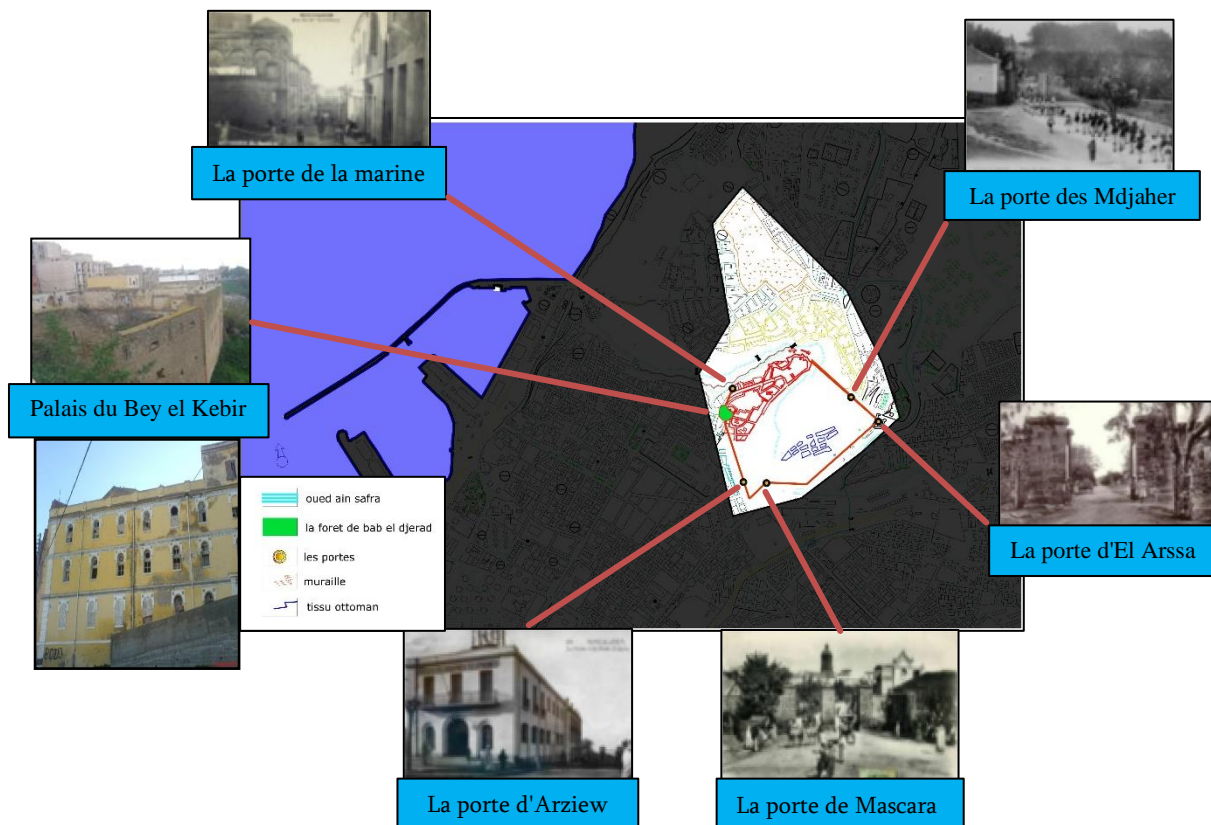 La porte de la marine
La porte des Mdjaher
Palais du Bey el Kebir
oued ain safra
la foret de bab el djerad
les portes
muraille
tissu ottoman
La porte d'El Arssa
La porte d'Arziew
La porte de Mascara